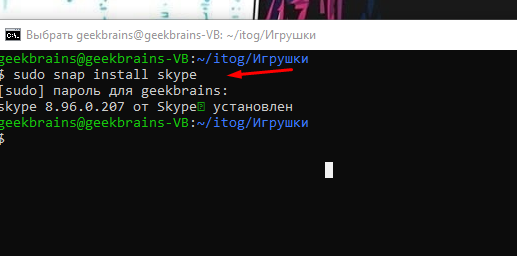 Выбрать geekbrains@geekbrains-VB: ~/itog/Игрушки
geekbrains@geekbrains-VB:~/itog/Игрушки
$ sudo snap install skype
[sudo] пароль для geekbrains:
skype 8.96.0.207 от Skype✓ установлен
geekbrains@geekbrains-VB:~/itog/Игрушки
$